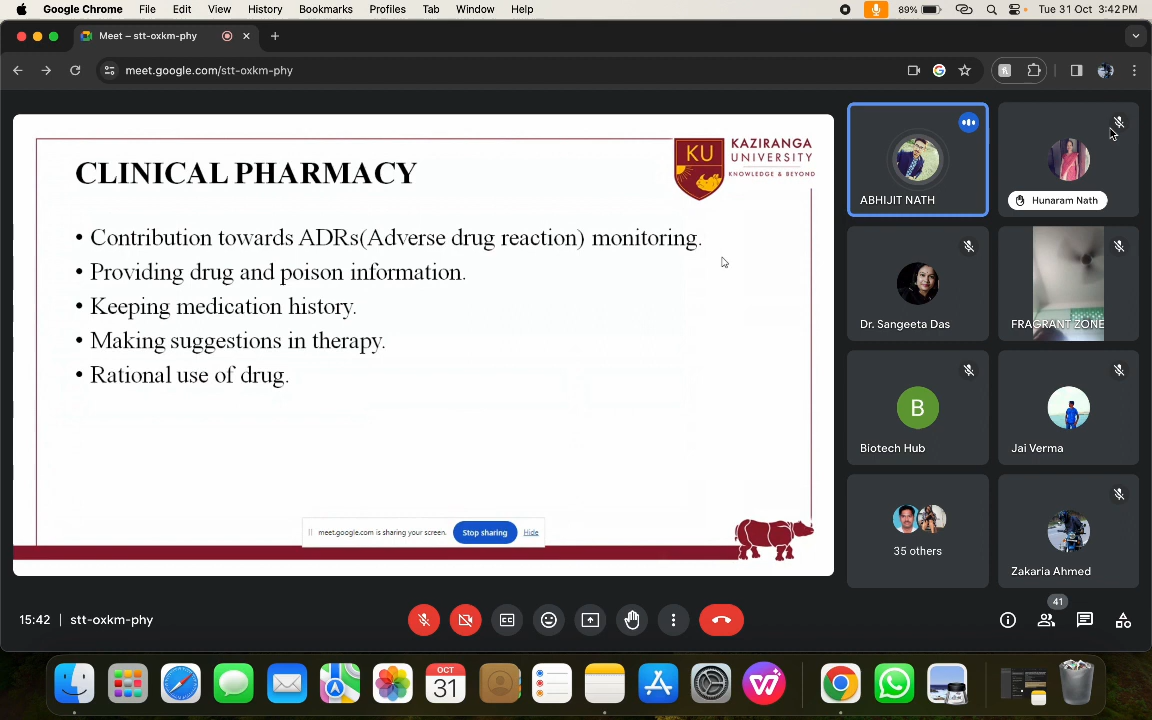 Google Chrome File Edit View History Bookmarks Profiles Tab Window Help 89% Tue 31 Oct 3:42 PM
Meet – stt-oxkm-phy
meet.google.com/stt-oxkm-phy
CLINICAL PHARMACY
KU
KAZIRANGA
UNIVERSITY
KNOWLEDGE & BEYOND
• Contribution towards ADRs(Adverse drug reaction) monitoring.
• Providing drug and poison information.
• Keeping medication history.
• Making suggestions in therapy.
• Rational use of drug.
meet.google.com is sharing your screen. Stop sharing Hide
ABHIJIT NATH
Hunaram Nath
Dr. Sangeeta Das
FRAGRANT ZONE
B
Biotech Hub
Jai Verma
35 others
Zakaria Ahmed
15:42 | stt-oxkm-phy
41
OCT
31